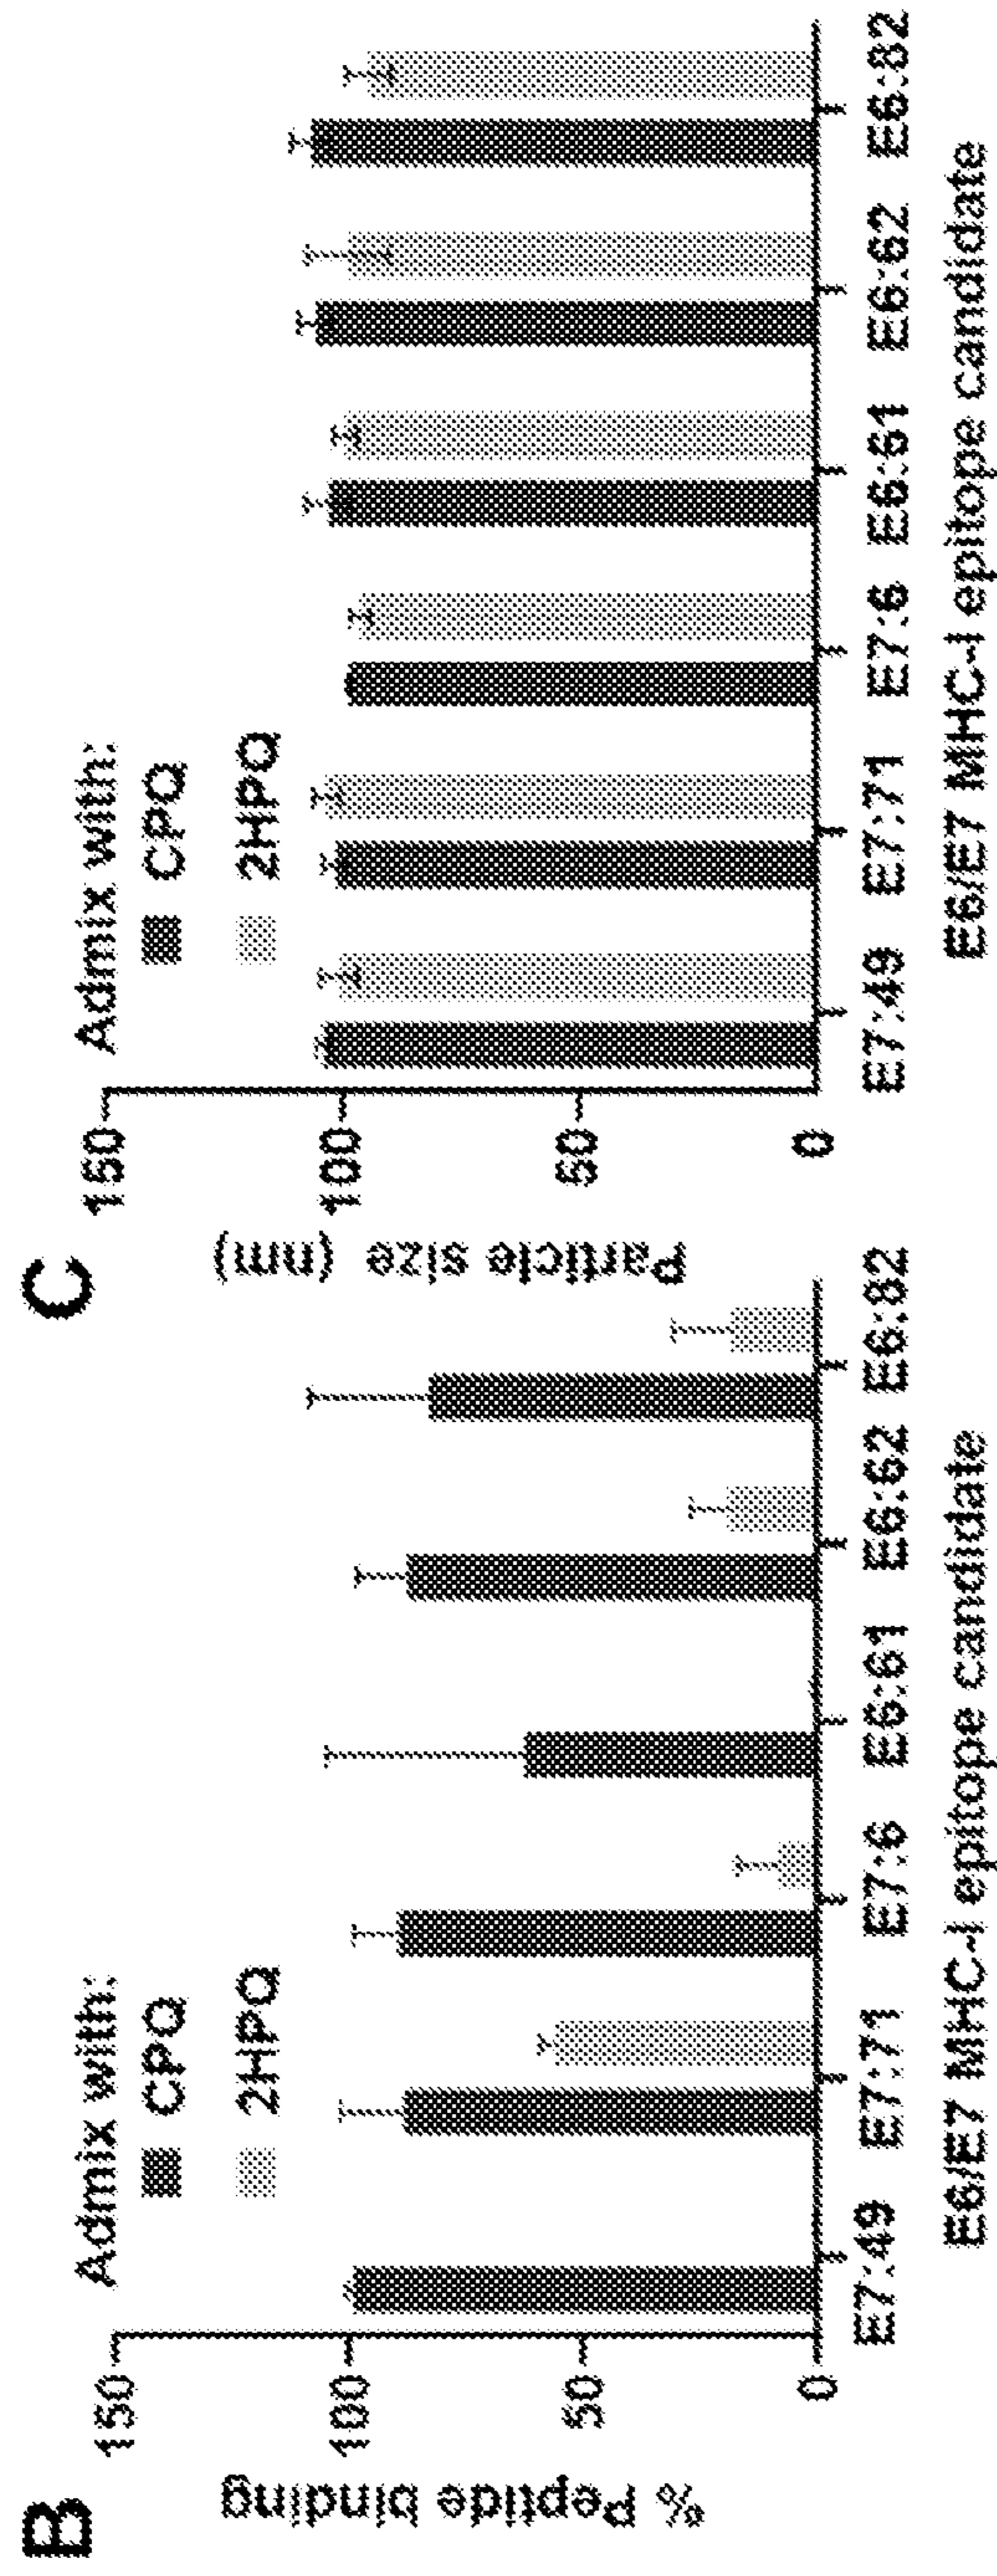 B
% Peptide binding
150
100
50
0
Admix with:
CPQ
2HPQ
E7:49 E7:71 E7:6 E6:61 E6:62 E6:82
E6/E7 MHC-I epitope candidate
C
Particle size (nm)
150
100
50
0
Admix with:
CPQ
2HPQ
E7:49 E7:71 E7:6 E6:61 E6:62 E6:82
E6/E7 MHC-I epitope candidate